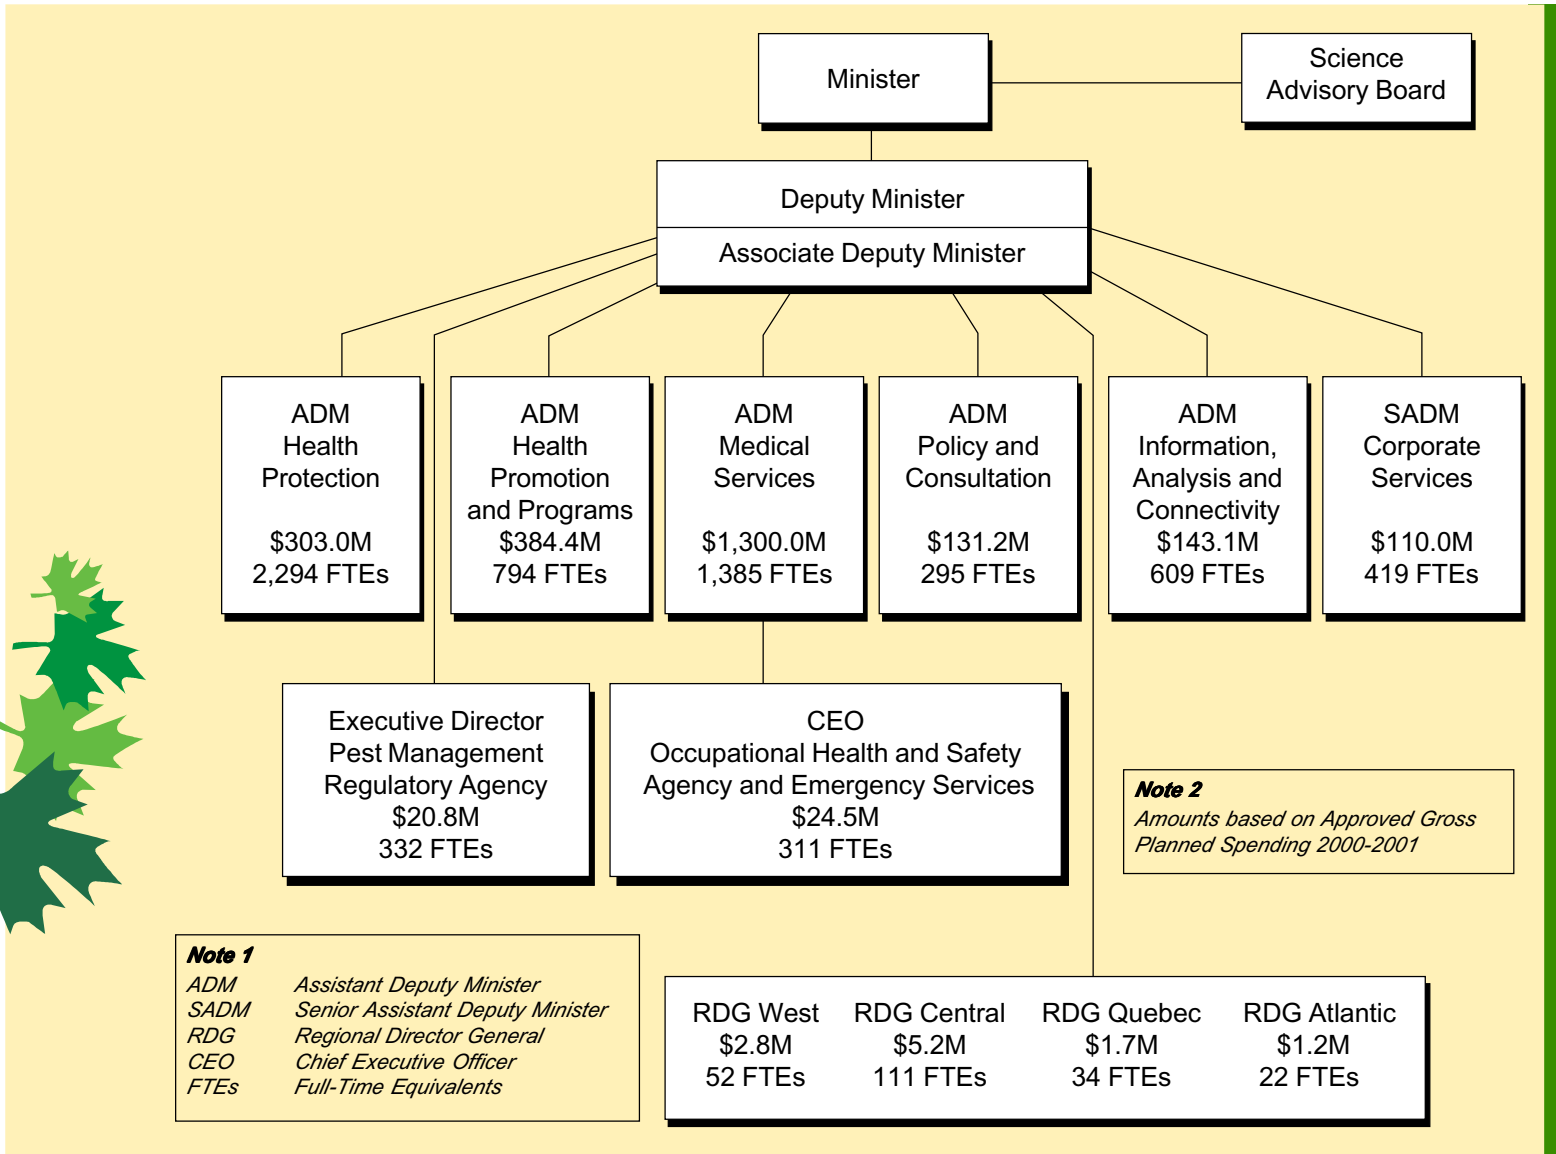 Minister
Science
Advisory Board
Deputy Minister
Associate Deputy Minister
ADM
Health
Protection
$303.0M
2,294 FTEs
ADM
Health
Promotion
and Programs
$384.4M
794 FTEs
ADM
Medical
Services
$1,300.0M
1,385 FTEs
ADM
Policy and
Consultation
$131.2M
295 FTEs
ADM
Information,
Analysis and
Connectivity
$143.1M
609 FTEs
SADM
Corporate
Services
$110.0M
419 FTEs
Executive Director
Pest Management
Regulatory Agency
$20.8M
332 FTEs
CEO
Occupational Health and Safety
Agency and Emergency Services
$24.5M
311 FTEs
Note 2
Amounts based on Approved Gross
Planned Spending 2000-2001
Note 1
ADM Assistant Deputy Minister
SADM Senior Assistant Deputy Minister
RDG Regional Director General
CEO Chief Executive Officer
FTEs Full-Time Equivalents
RDG West
$2.8M
52 FTEs
RDG Central
$5.2M
111 FTEs
RDG Quebec
$1.7M
34 FTEs
RDG Atlantic
$1.2M
22 FTEs